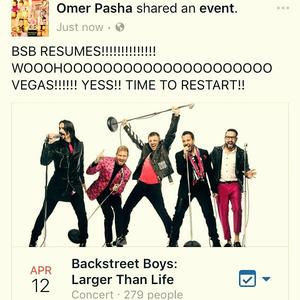 Omer Pasha shared an event.
Just now ·
BSB RESUMES!!!!!!!!!!!!!!
WOOOHOOOOOOOOOOOOOOOOOOOOO
VEGAS!!!!!! YESS!! TIME TO RESTART!!
APR
12
Backstreet Boys:
Larger Than Life
Concert · 279 people